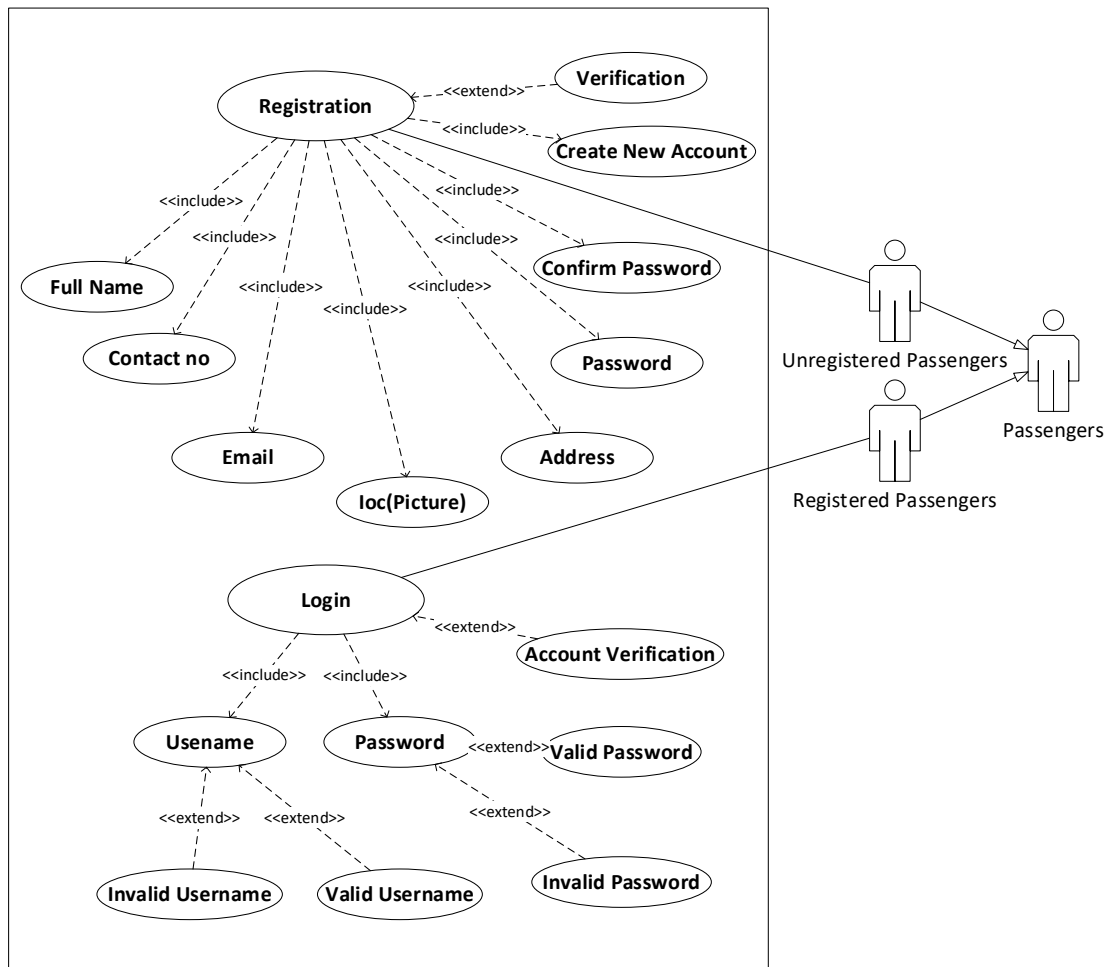 Verification
<<extend>>
Registration
<<include>>
Create New Account
<<include>>
<<include>>
<<include>>
<<include>>
<<include>>
<<include>>
<<include>>
Full Name
Confirm Password
Contact no
Password
Unregistered Passengers
Passengers
Email
Address
Ioc(Picture)
Registered Passengers
Login
<<extend>>
Account Verification
<<include>>
<<include>>
Usename
Password
<<extend>>
Valid Password
<<extend>>
<<extend>>
<<extend>>
Invalid Username
Valid Username
Invalid Password